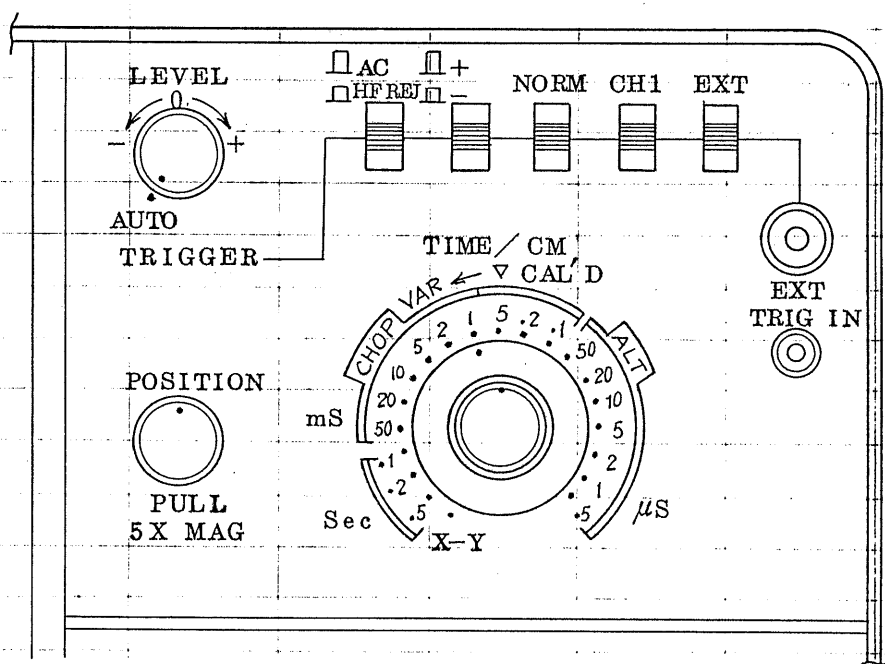 LEVEL
0
− +
AUTO
TRIGGER
AC +
HF REJ −
NORM CH1 EXT
TIME/CM
VAR CAL'D
CHOP ALT
.5 .2 .1 50 20 10 5 2 1 .5 .2 .1 50 20 10 5 2 1 .5
mS
Sec
X-Y
µS
EXT
TRIG IN
POSITION
PULL
5X MAG